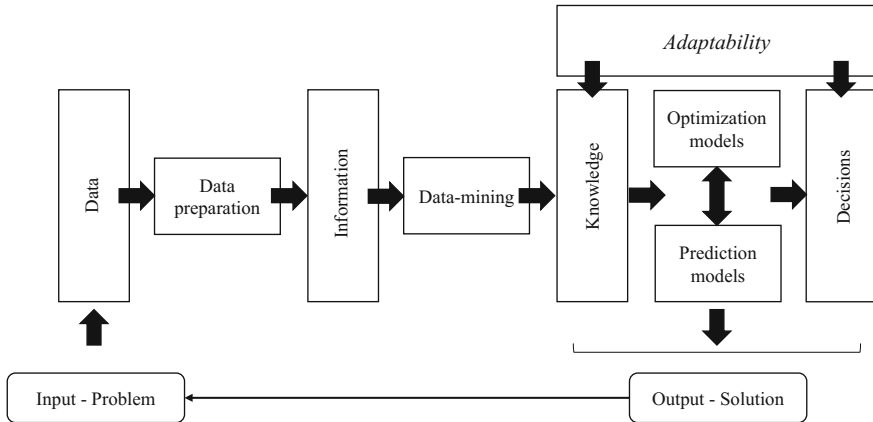 Adaptability
Data
Data
preparation
Information
Data-mining
Knowledge
Optimization
models
Prediction
models
Decisions
Input - Problem
Output - Solution